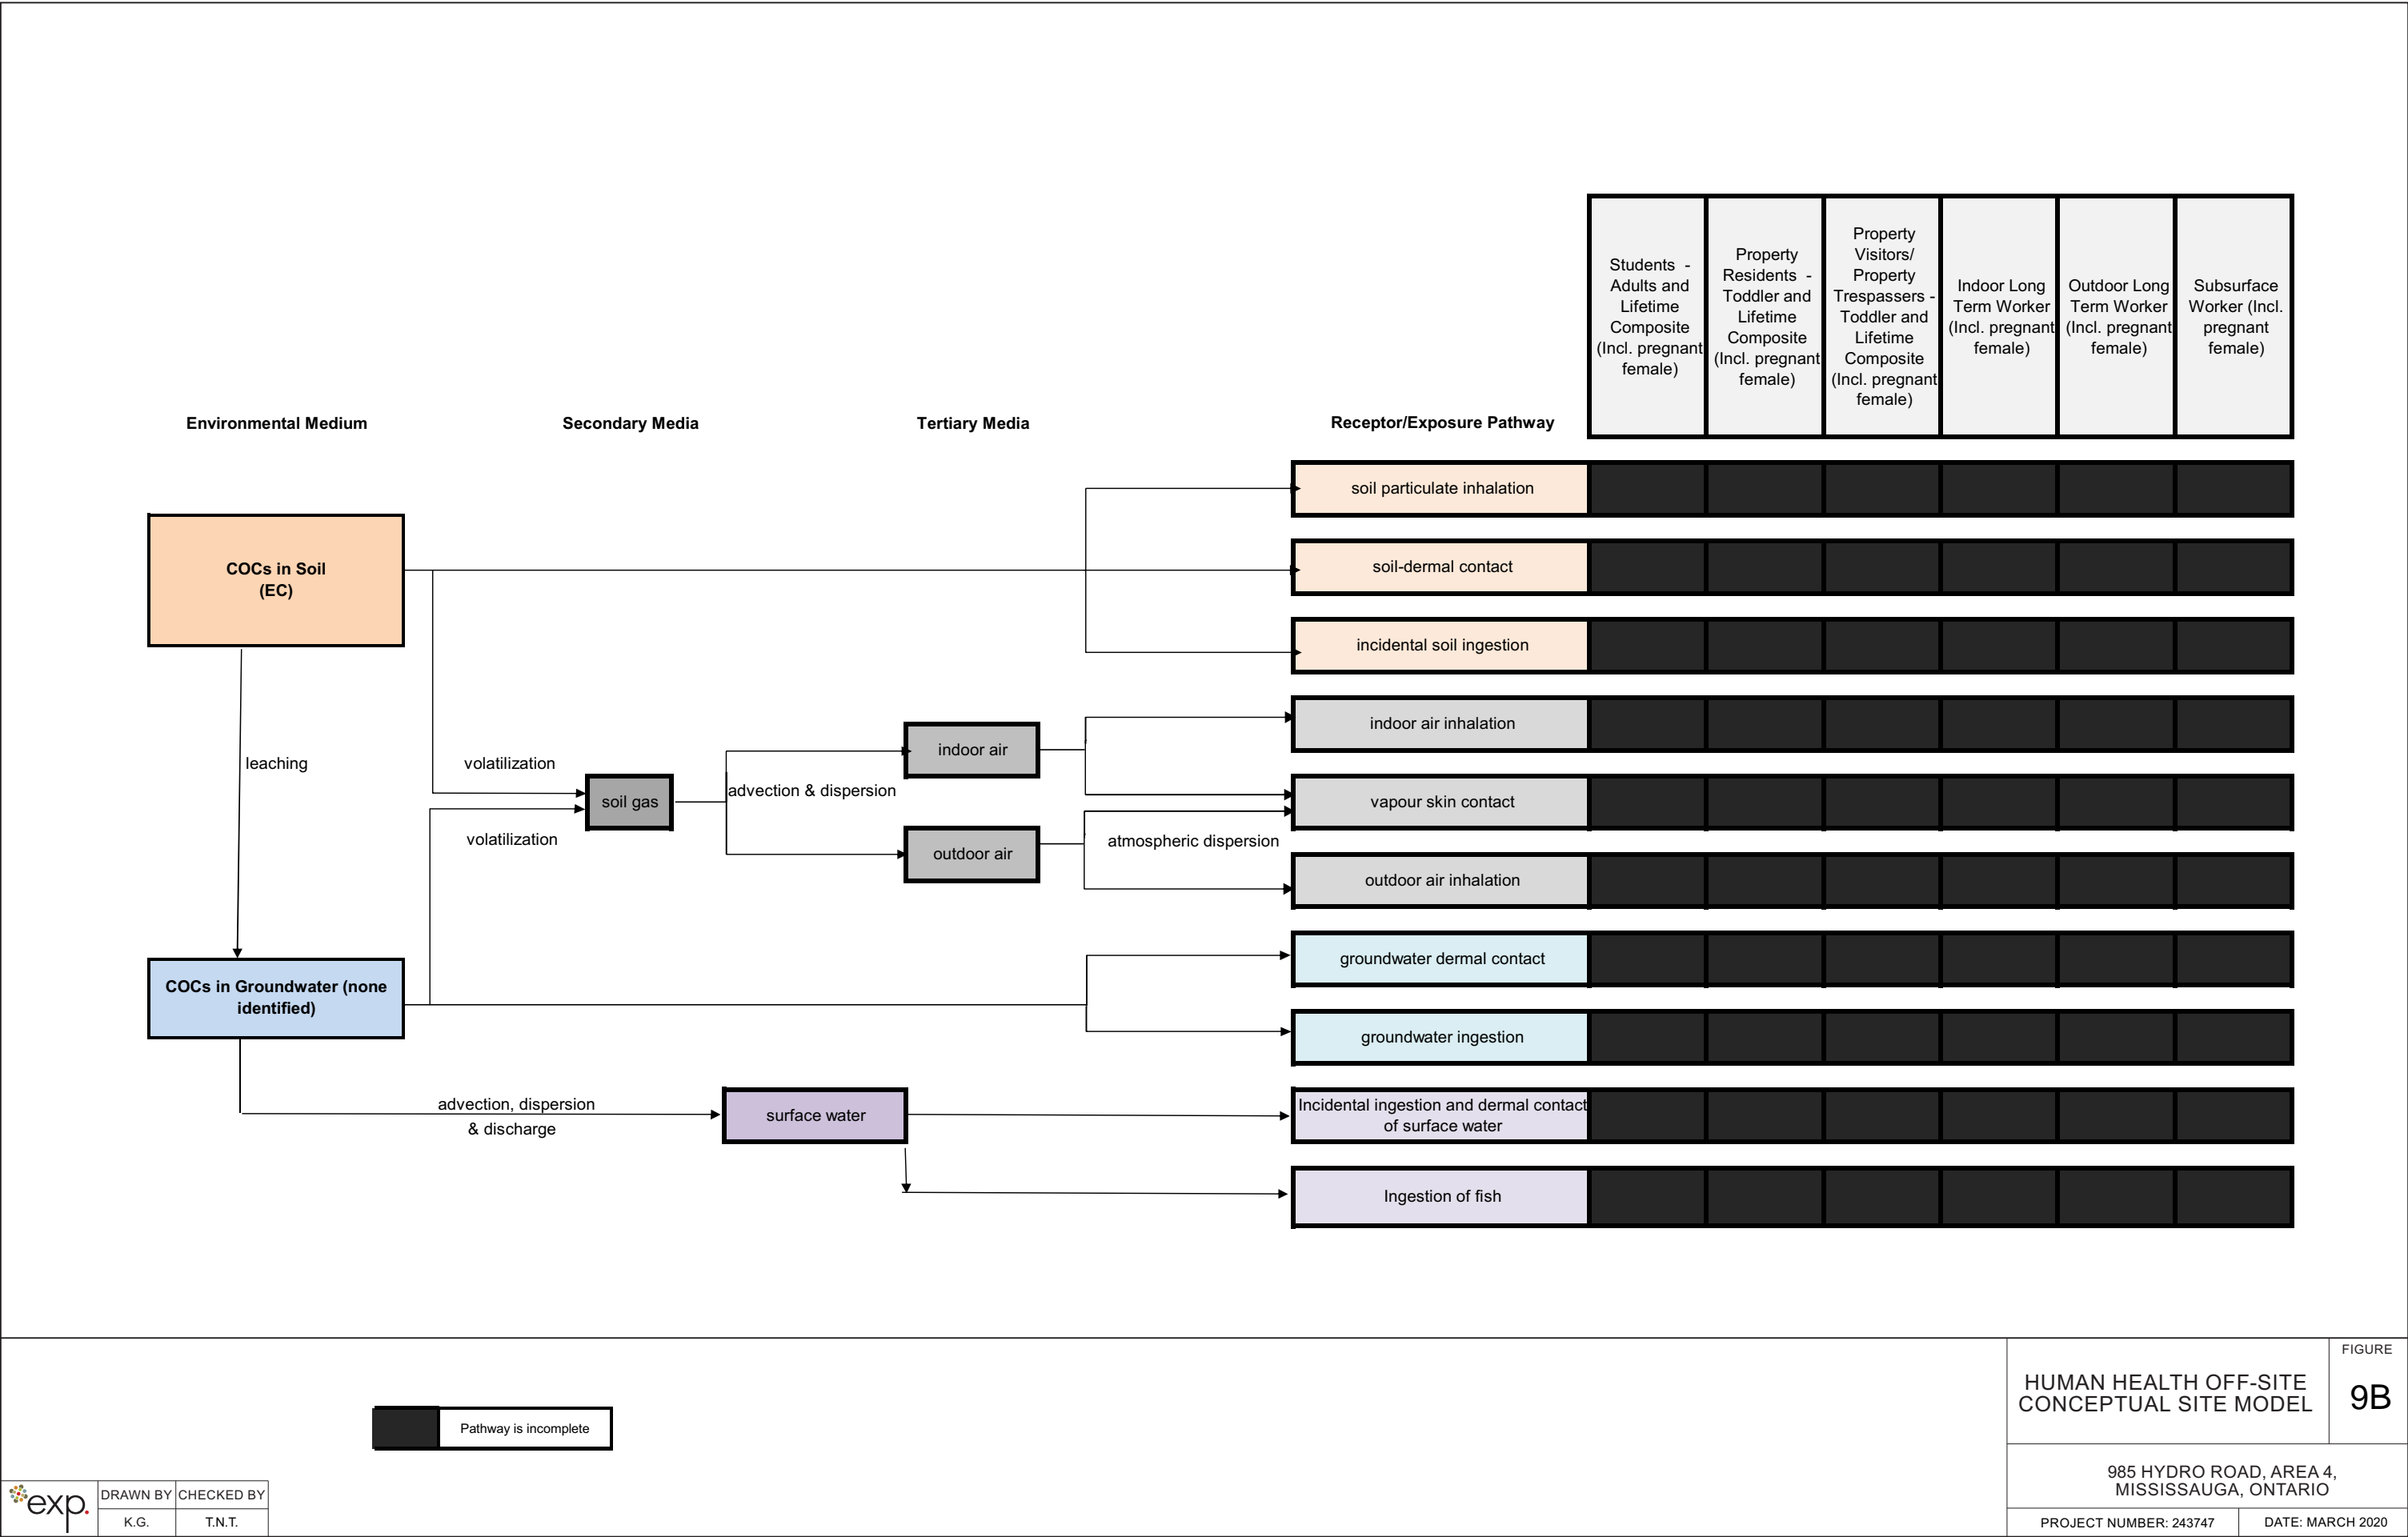 Students - 
Adults and
Lifetime
Composite
(Incl. pregnant
female)
Property
Residents -
Toddler and
Lifetime
Composite
(Incl. pregnant
female)
Property
Visitors/
Property
Trespassers -
Toddler and
Lifetime
Composite
(Incl. pregnant
female)
Indoor Long
Term Worker
(Incl. pregnant
female)
Outdoor Long
Term Worker
(Incl. pregnant
female)
Subsurface
Worker (Incl.
pregnant
female)
Environmental Medium
Secondary Media
Tertiary Media
Receptor/Exposure Pathway
soil particulate inhalation
COCs in Soil
(EC)
soil-dermal contact
incidental soil ingestion
indoor air inhalation
indoor air
leaching
volatilization
advection & dispersion
soil gas
vapour skin contact
volatilization
atmospheric dispersion
outdoor air
outdoor air inhalation
groundwater dermal contact
COCs in Groundwater (none
identified)
groundwater ingestion
advection, dispersion
& discharge
surface water
Incidental ingestion and dermal contact
of surface water
Ingestion of fish
Pathway is incomplete
HUMAN HEALTH OFF-SITE
CONCEPTUAL SITE MODEL
FIGURE
9B
985 HYDRO ROAD, AREA 4,
MISSISSAUGA, ONTARIO
PROJECT NUMBER: 243747
DATE: MARCH 2020
exp.
DRAWN BY
CHECKED BY
K.G.
T.N.T.